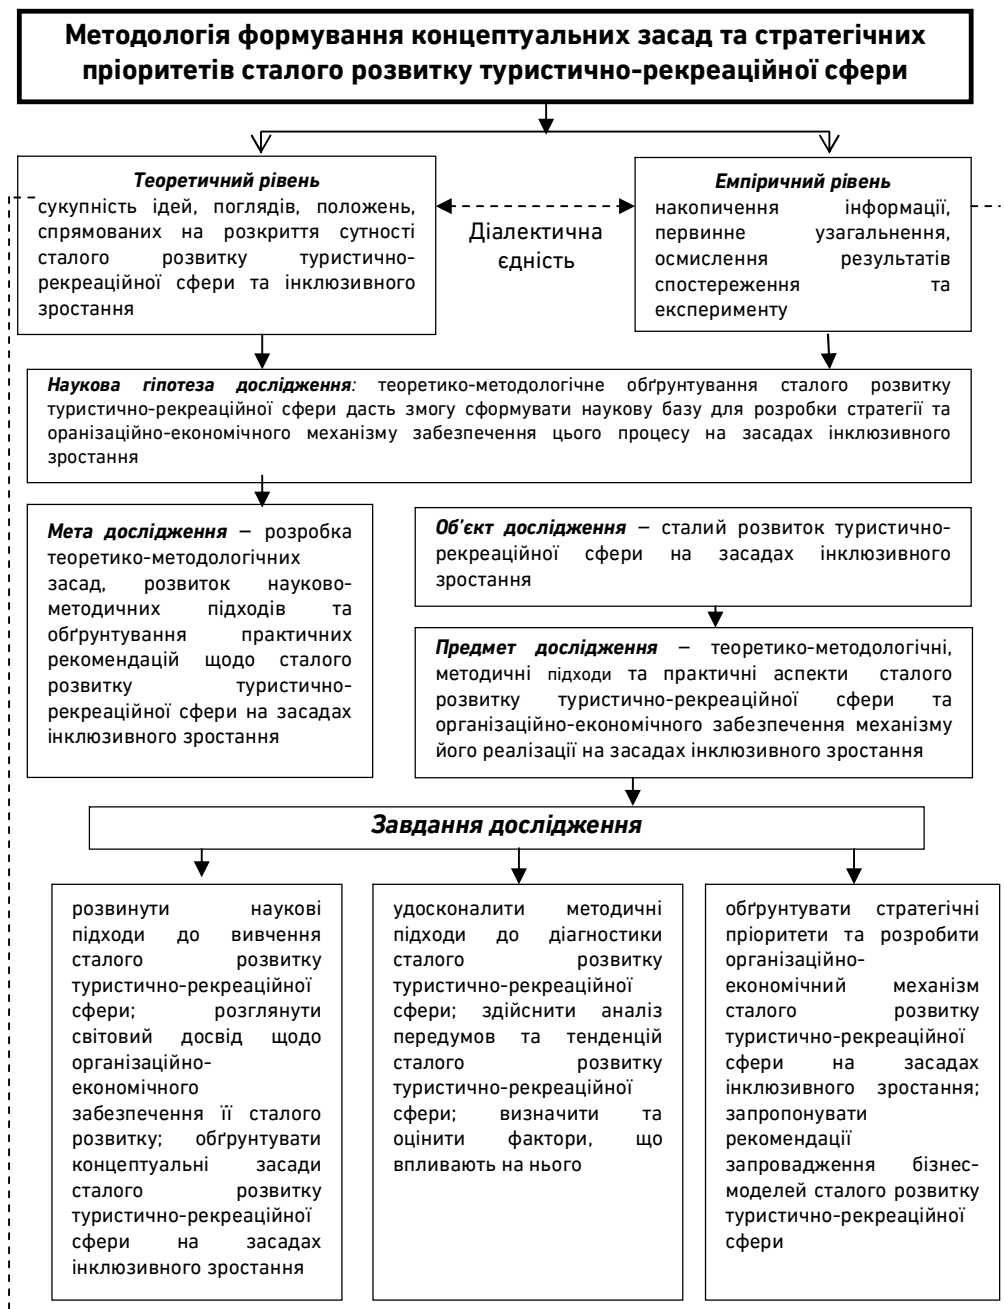 Методологія формування концептуальних засад та стратегічних
пріоритетів сталого розвитку туристично-рекреаційної сфери
Теоретичний рівень
сукупність ідей, поглядів, положень,
спрямованих на розкриття сутності
сталого розвитку туристично-
рекреаційної сфери та інклюзивного
зростання
Діалектична
єдність
Емпіричний рівень
накопичення інформації,
первинне узагальнення,
осмислення результатів
спостереження та
експерименту
Наукова гіпотеза дослідження: теоретико-методологічне обґрунтування сталого розвитку
туристично-рекреаційної сфери дасть змогу сформувати наукову базу для розробки стратегії та
оранізаційно-економічного механізму забезпечення цього процесу на засадах інклюзивного
зростання
Мета дослідження – розробка
теоретико-методологічних
засад, розвиток науково-
методичних підходів та
обґрунтування практичних
рекомендацій щодо сталого
розвитку туристично-
рекреаційної сфери на засадах
інклюзивного зростання
Об’єкт дослідження – сталий розвиток туристично-
рекреаційної сфери на засадах інклюзивного
зростання
Предмет дослідження – теоретико-методологічні,
методичні підходи та практичні аспекти сталого
розвитку туристично-рекреаційної сфери та
організаційно-економічного забезпечення механізму
його реалізації на засадах інклюзивного зростання
Завдання дослідження
розвинути наукові
підходи до вивчення
сталого розвитку
туристично-рекреаційної
сфери; розглянути
світовий досвід щодо
організаційно-
економічного
забезпечення її сталого
розвитку; обґрунтувати
концептуальні засади
сталого розвитку
туристично-рекреаційної
сфери на засадах
інклюзивного зростання
удосконалити методичні
підходи до діагностики
сталого розвитку
туристично-рекреаційної
сфери; здійснити аналіз
передумов та тенденцій
сталого розвитку
туристично-рекреаційної
сфери; визначити та
оцінити фактори, що
впливають на нього
обґрунтувати стратегічні
пріоритети та розробити
організаційно-
економічний механізм
сталого розвитку
туристично-рекреаційної
сфери на засадах
інклюзивного зростання;
запропонувати
рекомендації
запровадження бізнес-
моделей сталого розвитку
туристично-рекреаційної
сфери